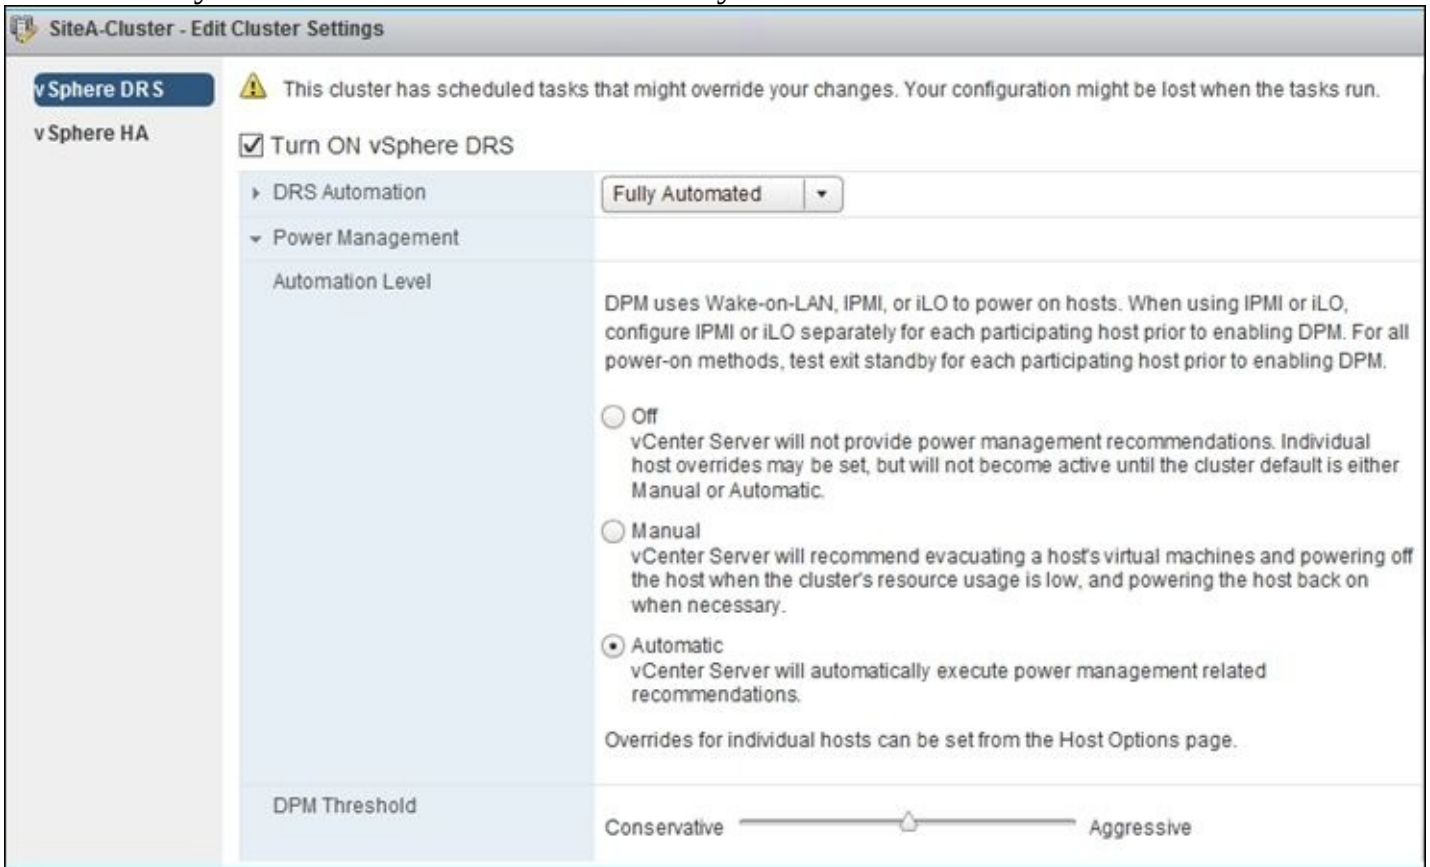 SiteA-Cluster - Edit Cluster Settings
vSphere DRS
This cluster has scheduled tasks that might override your changes. Your configuration might be lost when the tasks run.
vSphere HA
Turn ON vSphere DRS
DRS Automation
Fully Automated
Power Management
Automation Level
DPM uses Wake-on-LAN, IPMI, or iLO to power on hosts. When using IPMI or iLO,
configure IPMI or iLO separately for each participating host prior to enabling DPM. For all
power-on methods, test exit standby for each participating host prior to enabling DPM.
Off
vCenter Server will not provide power management recommendations. Individual
host overrides may be set, but will not become active until the cluster default is either
Manual or Automatic.
Manual
vCenter Server will recommend evacuating a host's virtual machines and powering off
the host when the cluster's resource usage is low, and powering the host back on
when necessary.
Automatic
vCenter Server will automatically execute power management related
recommendations.
Overrides for individual hosts can be set from the Host Options page.
DPM Threshold
Conservative
Aggressive